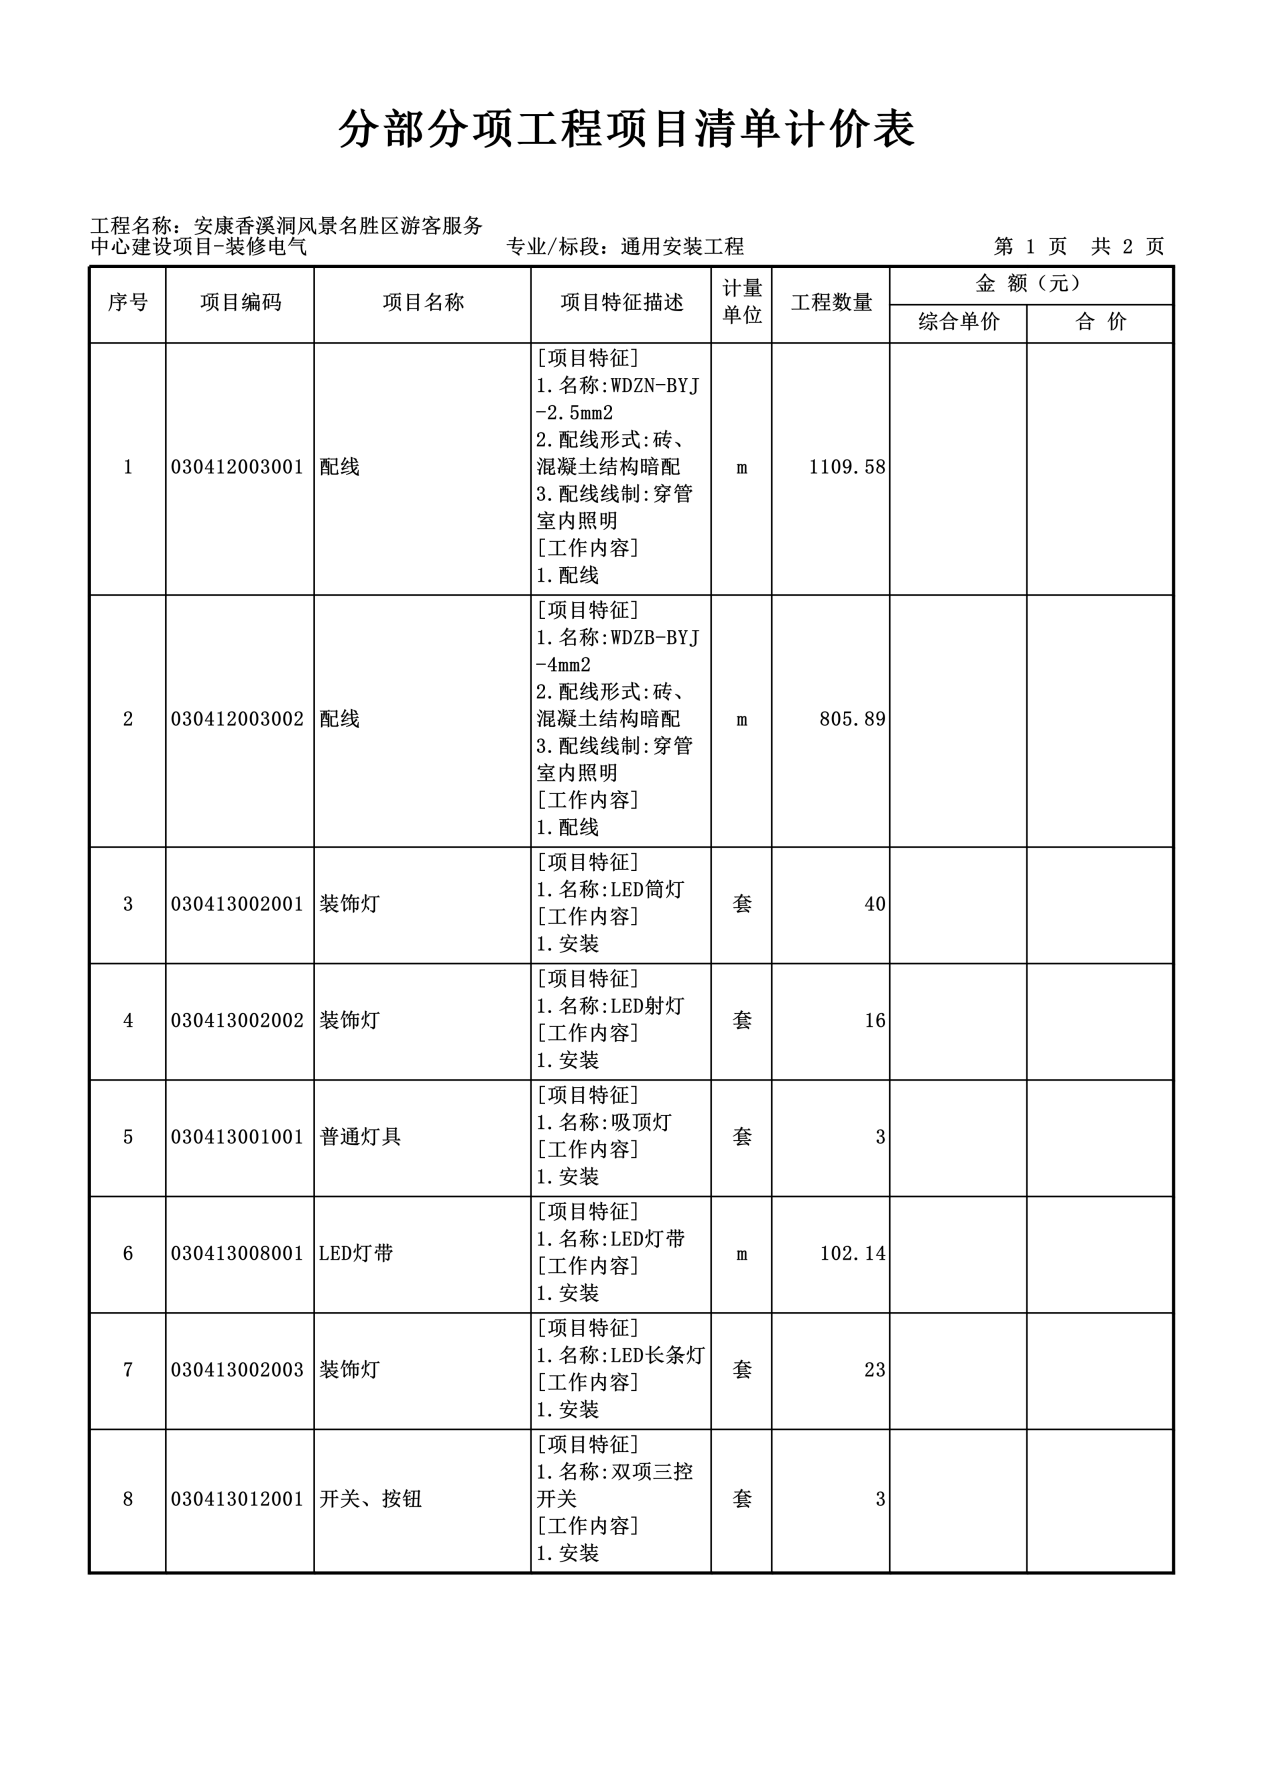 分部分项工程项目清单计价表
工程名称：安康香溪洞风景名胜区游客服务
中心建设项目-装修电气 专业/标段：通用安装工程 第 1 页 共 2 页
序号 项目编码 项目名称 项目特征描述 计量单位 工程数量 金 额（元）
综合单价 合 价
[项目特征]
1.名称:WDZN-BYJ
-2.5mm2
2.配线形式:砖、
1 030412003001 配线 混凝土结构暗配 m 1109.58
3.配线线制:穿管
室内照明
[工作内容]
1.配线
[项目特征]
1.名称:WDZB-BYJ
-4mm2
2.配线形式:砖、
2 030412003002 配线 混凝土结构暗配 m 805.89
3.配线线制:穿管
室内照明
[工作内容]
1.配线
[项目特征]
1.名称:LED筒灯
3 030413002001 装饰灯 套 40
[工作内容]
1.安装
[项目特征]
1.名称:LED射灯
4 030413002002 装饰灯 套 16
[工作内容]
1.安装
[项目特征]
1.名称:吸顶灯
5 030413001001 普通灯具 套 3
[工作内容]
1.安装
[项目特征]
1.名称:LED灯带
6 030413008001 LED灯带 m 102.14
[工作内容]
1.安装
[项目特征]
1.名称:LED长条灯
7 030413002003 装饰灯 套 23
[工作内容]
1.安装
[项目特征]
1.名称:双项三控
8 030413012001 开关、按钮 开关 套 3
[工作内容]
1.安装